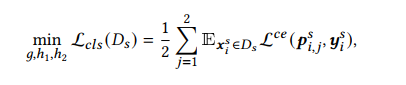 \min_{g,h_1,h_2} \mathcal{L}_{cls}(D_s) = \frac{1}{2} \sum_{j=1}^{2} \mathbb{E}_{\boldsymbol{x}_i^s \in D_s} \mathcal{L}^{ce}(\boldsymbol{p}_{i,j}^s, \boldsymbol{y}_i^s),